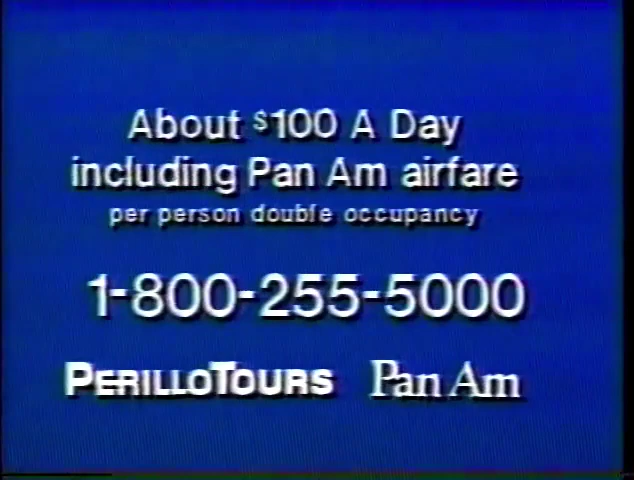 About $100 A Day
including Pan Am airfare
per person double occupancy
1-800-255-5000
PERILLOTOURS Pan Am